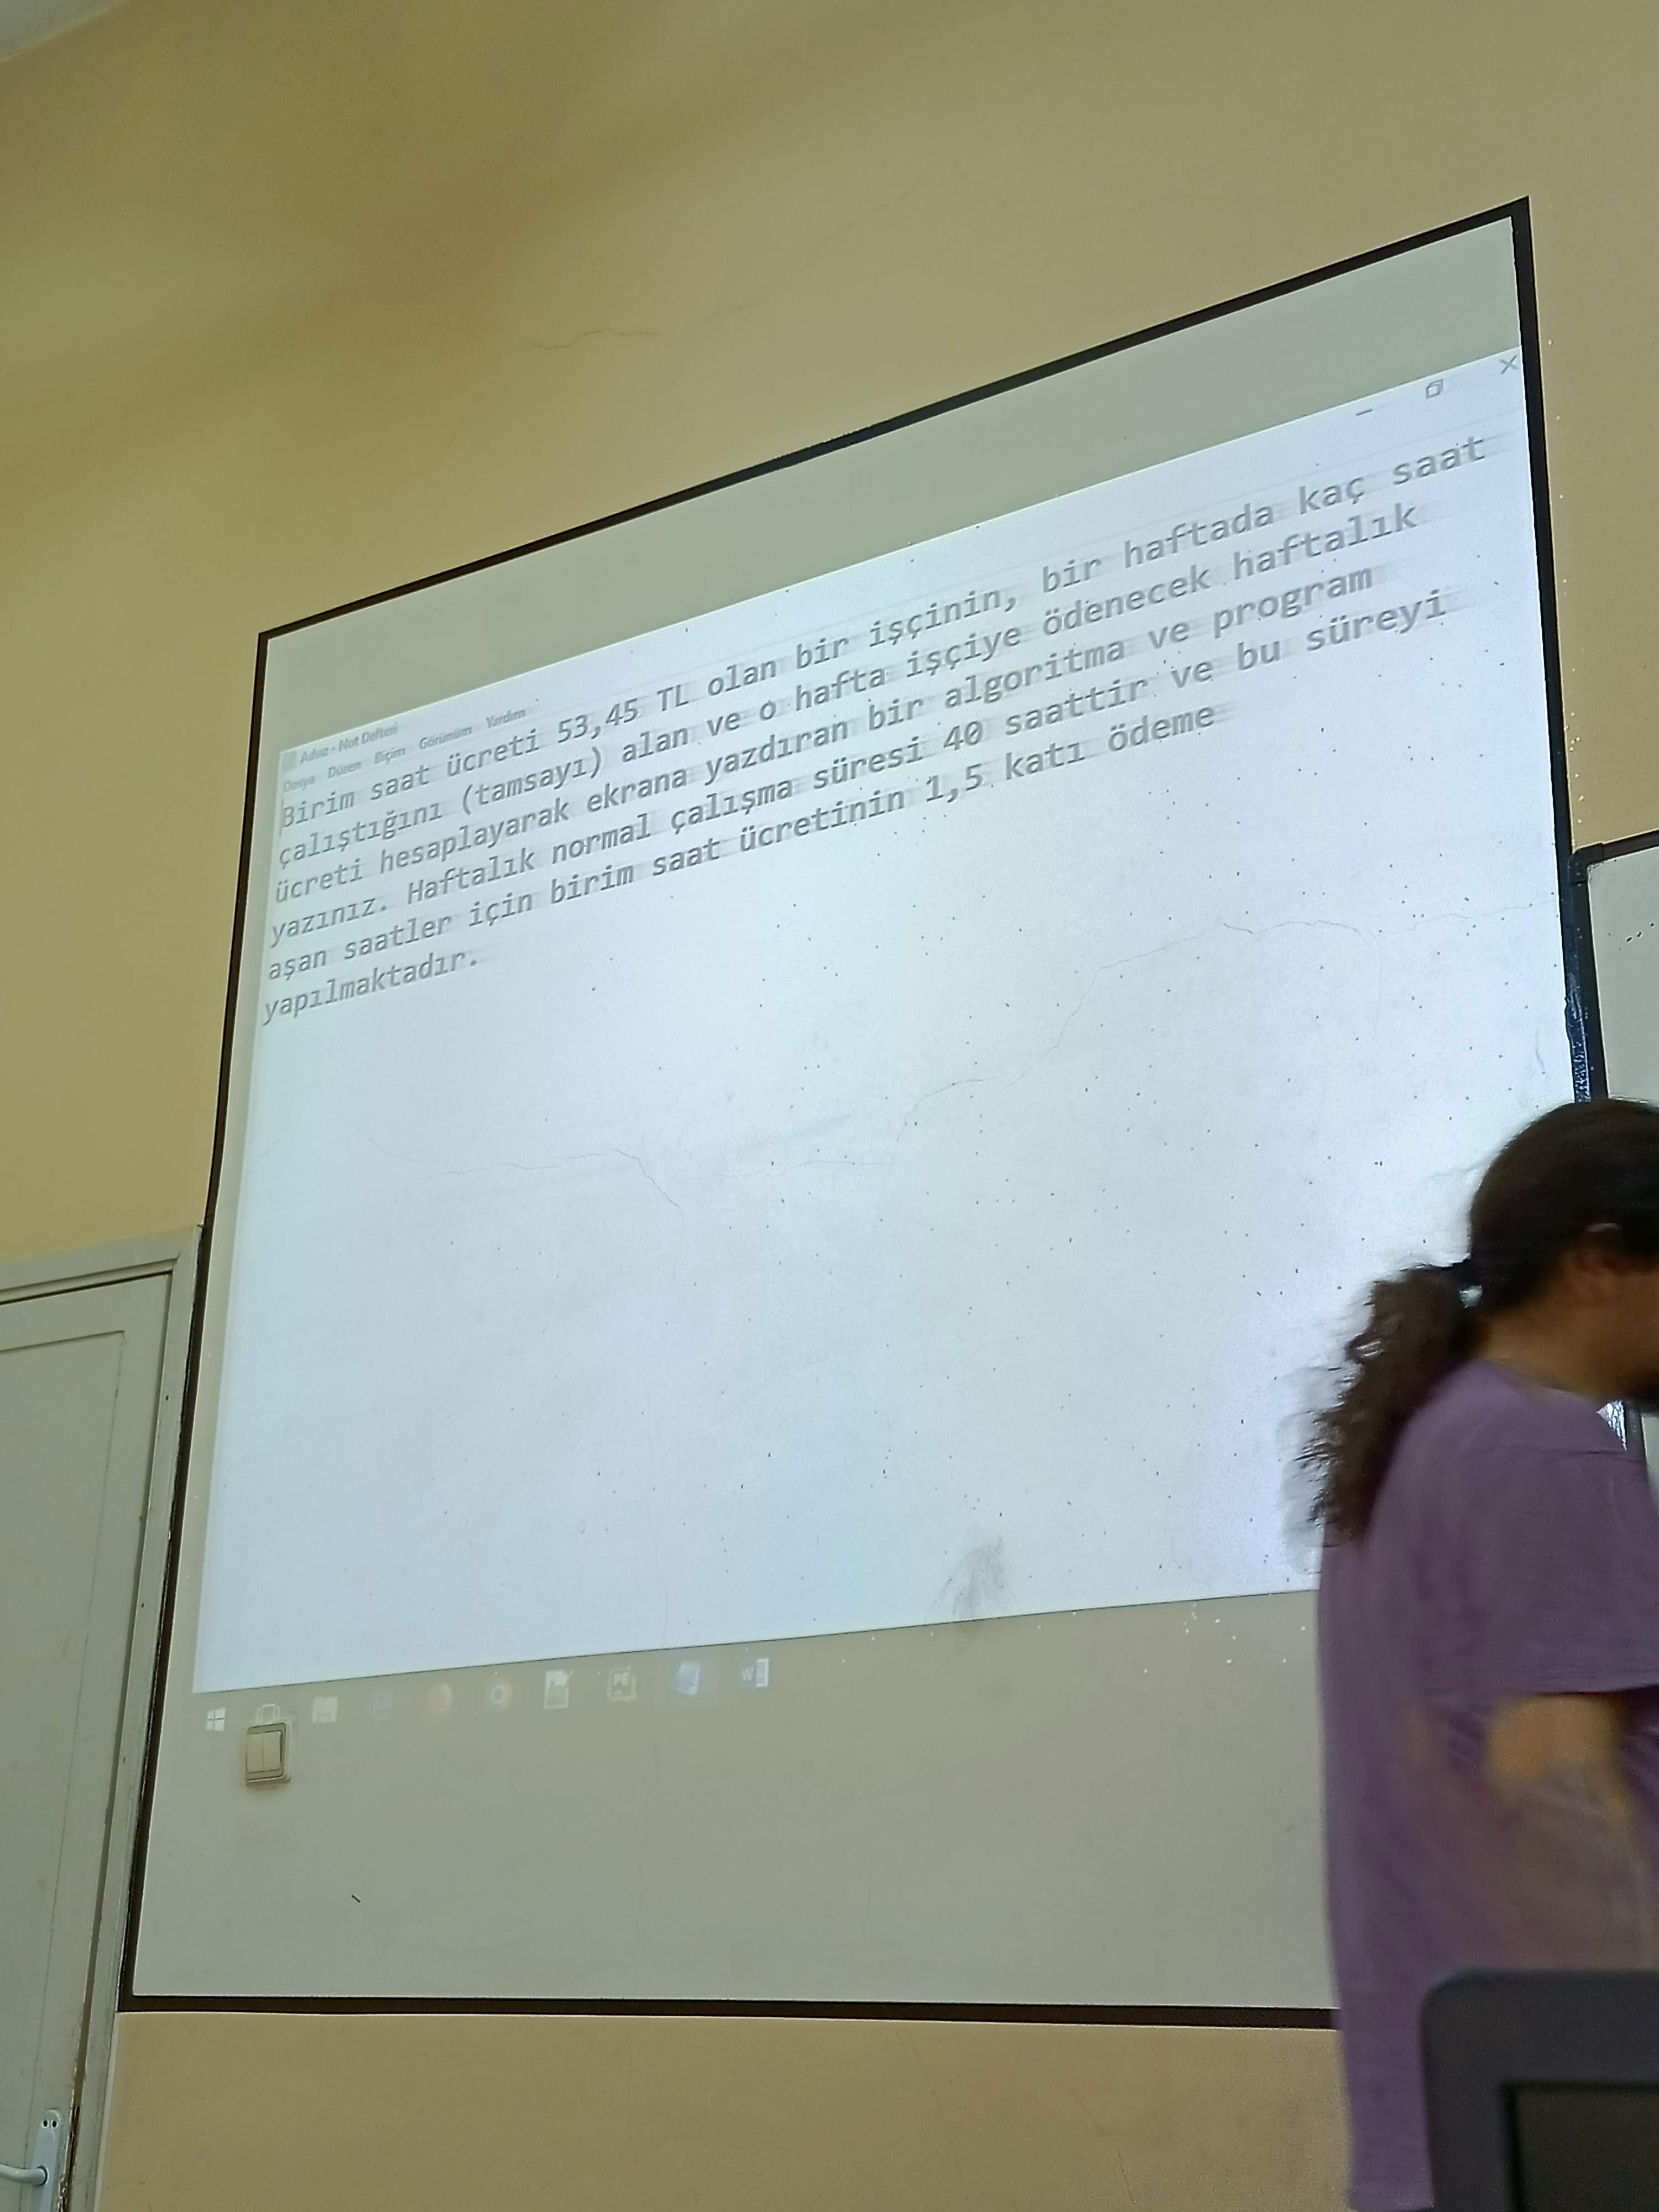 Adsız - Not Defteri
Dosya Düzen Biçim Görünüm Yardım
Birim saat ücreti 53,45 TL olan bir işçinin, bir haftada kaç saat
çalıştığını (tamsayı) alan ve o hafta işçiye ödenecek haftalık
ücreti hesaplayarak ekrana yazdıran bir algoritma ve program
yazınız. Haftalık normal çalışma süresi 40 saattir ve bu süreyi
aşan saatler için birim saat ücretinin 1,5 katı ödeme
yapılmaktadır.